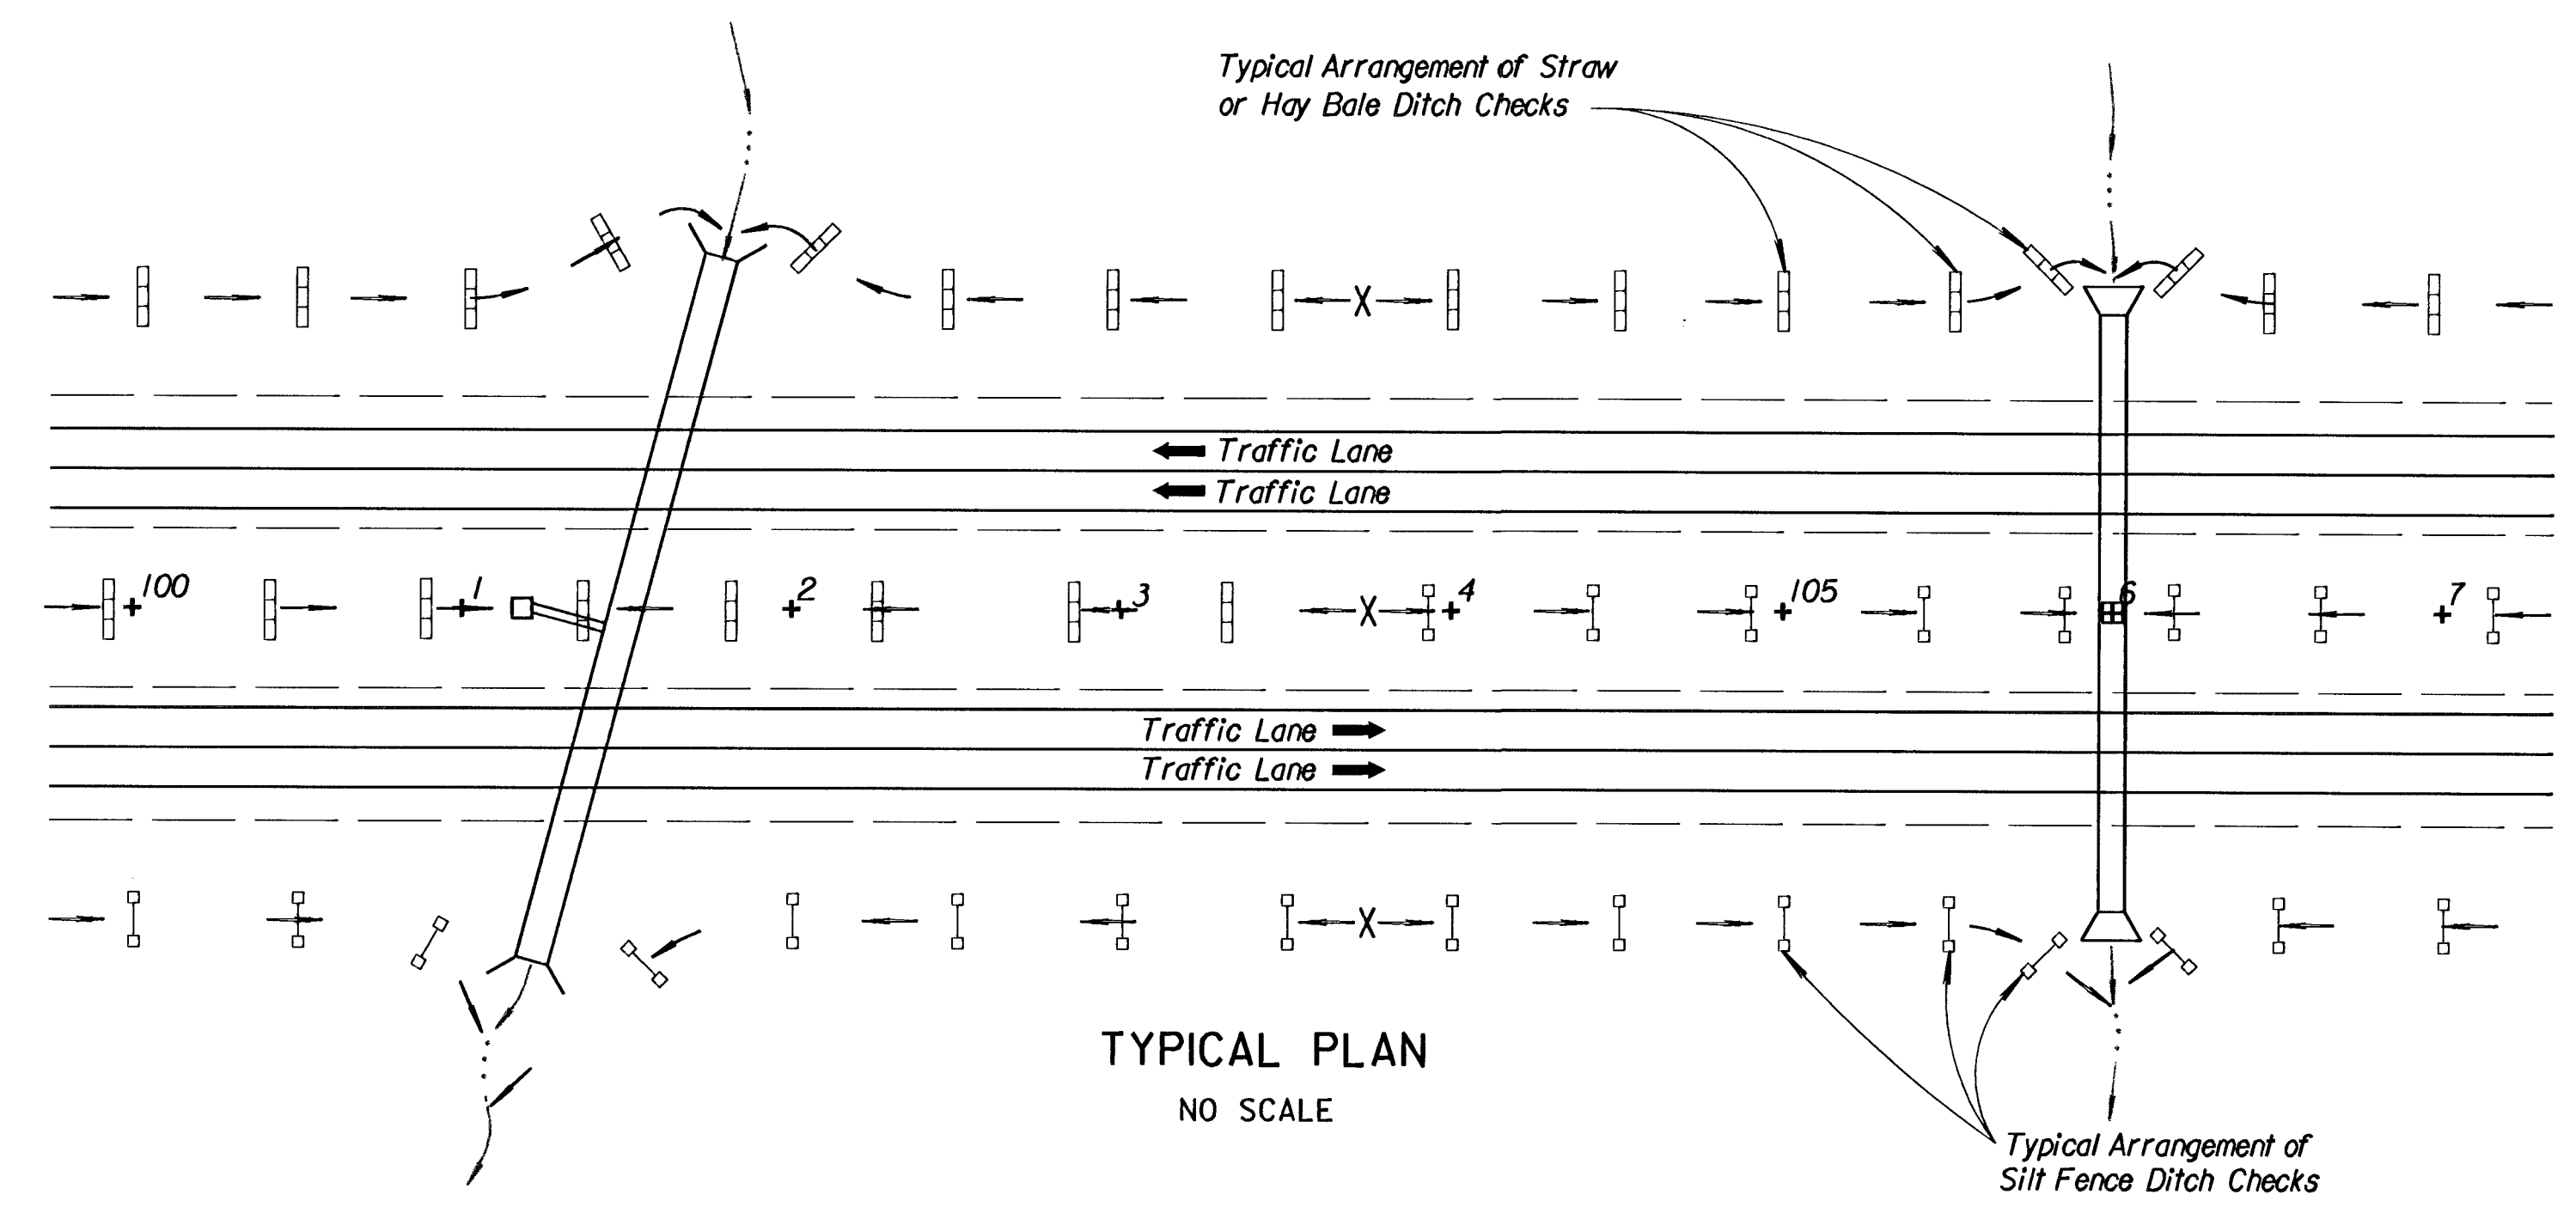 Typical Arrangement of Straw
or Hay Bale Ditch Checks
X
Traffic Lane
Traffic Lane
100
1
2
3
X
4
105
6
7
Traffic Lane
Traffic Lane
X
TYPICAL PLAN
NO SCALE
Typical Arrangement of
Silt Fence Ditch Checks